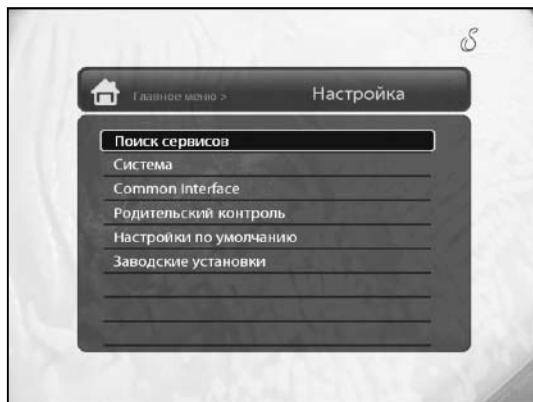 Главное меню > Настройка
Поиск сервисов
Система
Common Interface
Родительский контроль
Настройки по умолчанию
Заводские установки